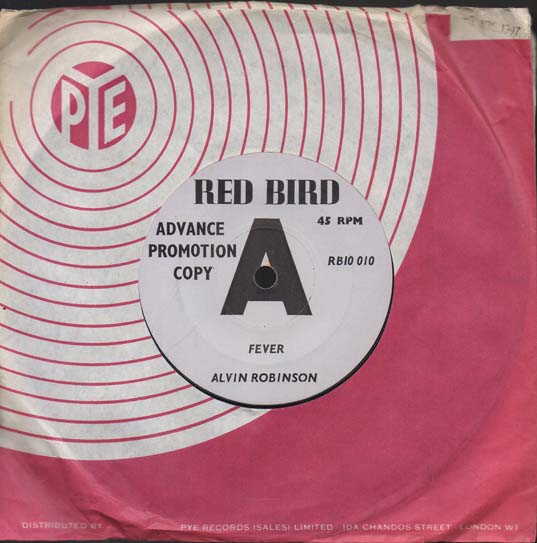 PYE
RED BIRD
45 RPM
ADVANCE
PROMOTION
COPY
A
RB10 010
FEVER
ALVIN ROBINSON
DISTRIBUTED BY PYE RECORDS (SALES) LIMITED · 10A CHANDOS STREET · LONDON W1